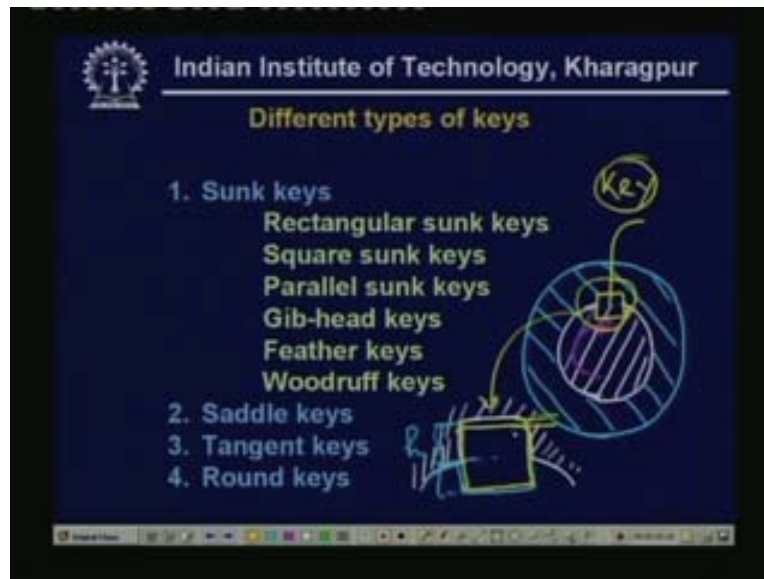 Indian Institute of Technology, Kharagpur
Different types of keys
1. Sunk keys
Rectangular sunk keys
Square sunk keys
Parallel sunk keys
Gib-head keys
Feather keys
Woodruff keys
2. Saddle keys
3. Tangent keys
4. Round keys
Key